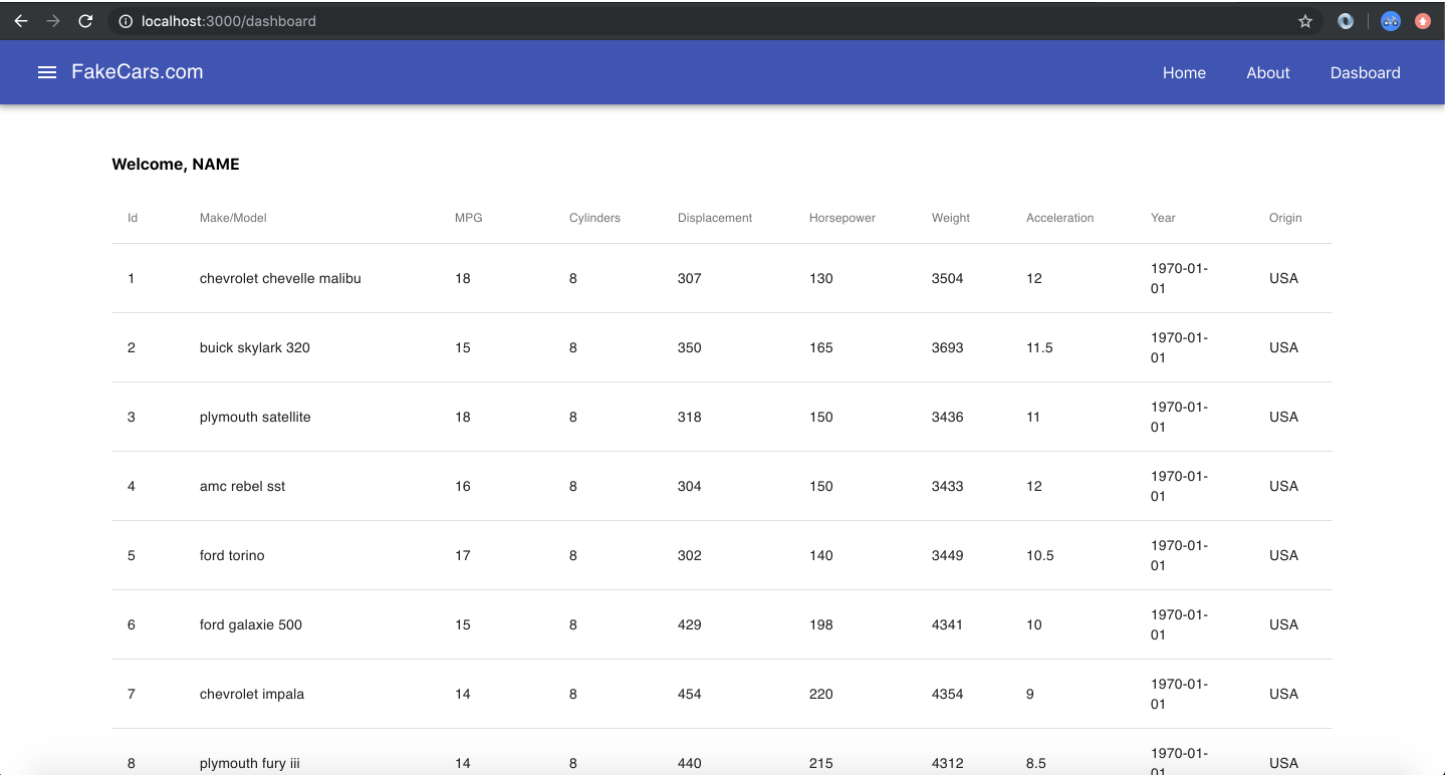 localhost:3000/dashboard
FakeCars.com Home About Dasboard
Welcome, NAME
Id Make/Model MPG Cylinders Displacement Horsepower Weight Acceleration Year Origin
1 chevrolet chevelle malibu 18 8 307 130 3504 12 1970-01-01 USA
2 buick skylark 320 15 8 350 165 3693 11.5 1970-01-01 USA
3 plymouth satellite 18 8 318 150 3436 11 1970-01-01 USA
4 amc rebel sst 16 8 304 150 3433 12 1970-01-01 USA
5 ford torino 17 8 302 140 3449 10.5 1970-01-01 USA
6 ford galaxie 500 15 8 429 198 4341 10 1970-01-01 USA
7 chevrolet impala 14 8 454 220 4354 9 1970-01-01 USA
8 plymouth fury iii 14 8 440 215 4312 8.5 1970-01-01 USA